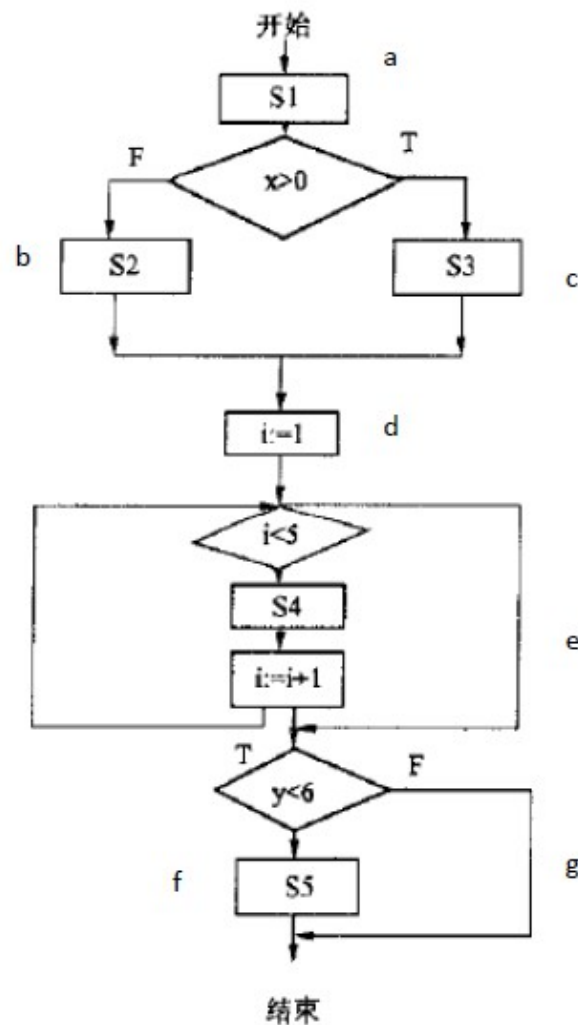 开始
a
S1
F
T
x>0
b
S2
S3
c
i:=1
d
i<5
S4
e
i:=i+1
T
F
y<6
f
S5
g
结束